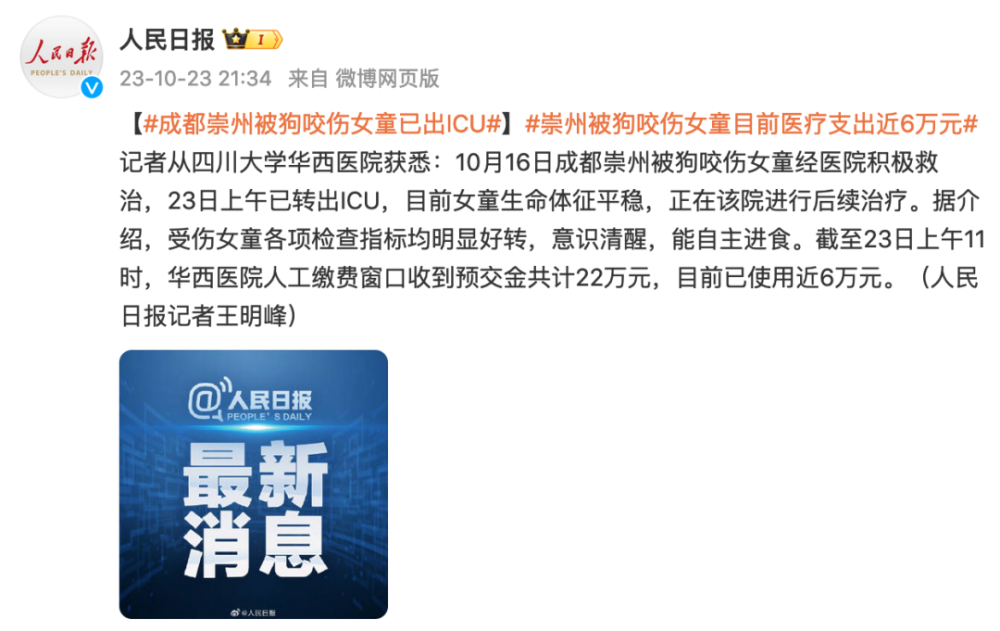 人民日报
PEOPLE'S DAILY
人民日报 I
23-10-23 21:34 来自 微博网页版
【#成都崇州被狗咬伤女童已出ICU#】#崇州被狗咬伤女童目前医疗支出近6万元#
记者从四川大学华西医院获悉：10月16日成都崇州被狗咬伤女童经医院积极救
治，23日上午已转出ICU，目前女童生命体征平稳，正在该院进行后续治疗。据介
绍，受伤女童各项检查指标均明显好转，意识清醒，能自主进食。截至23日上午11
时，华西医院人工缴费窗口收到预交金共计22万元，目前已使用近6万元。（人民
日报记者王明峰）
@人民日报
PEOPLE'S DAILY
最新
消息
@人民日报